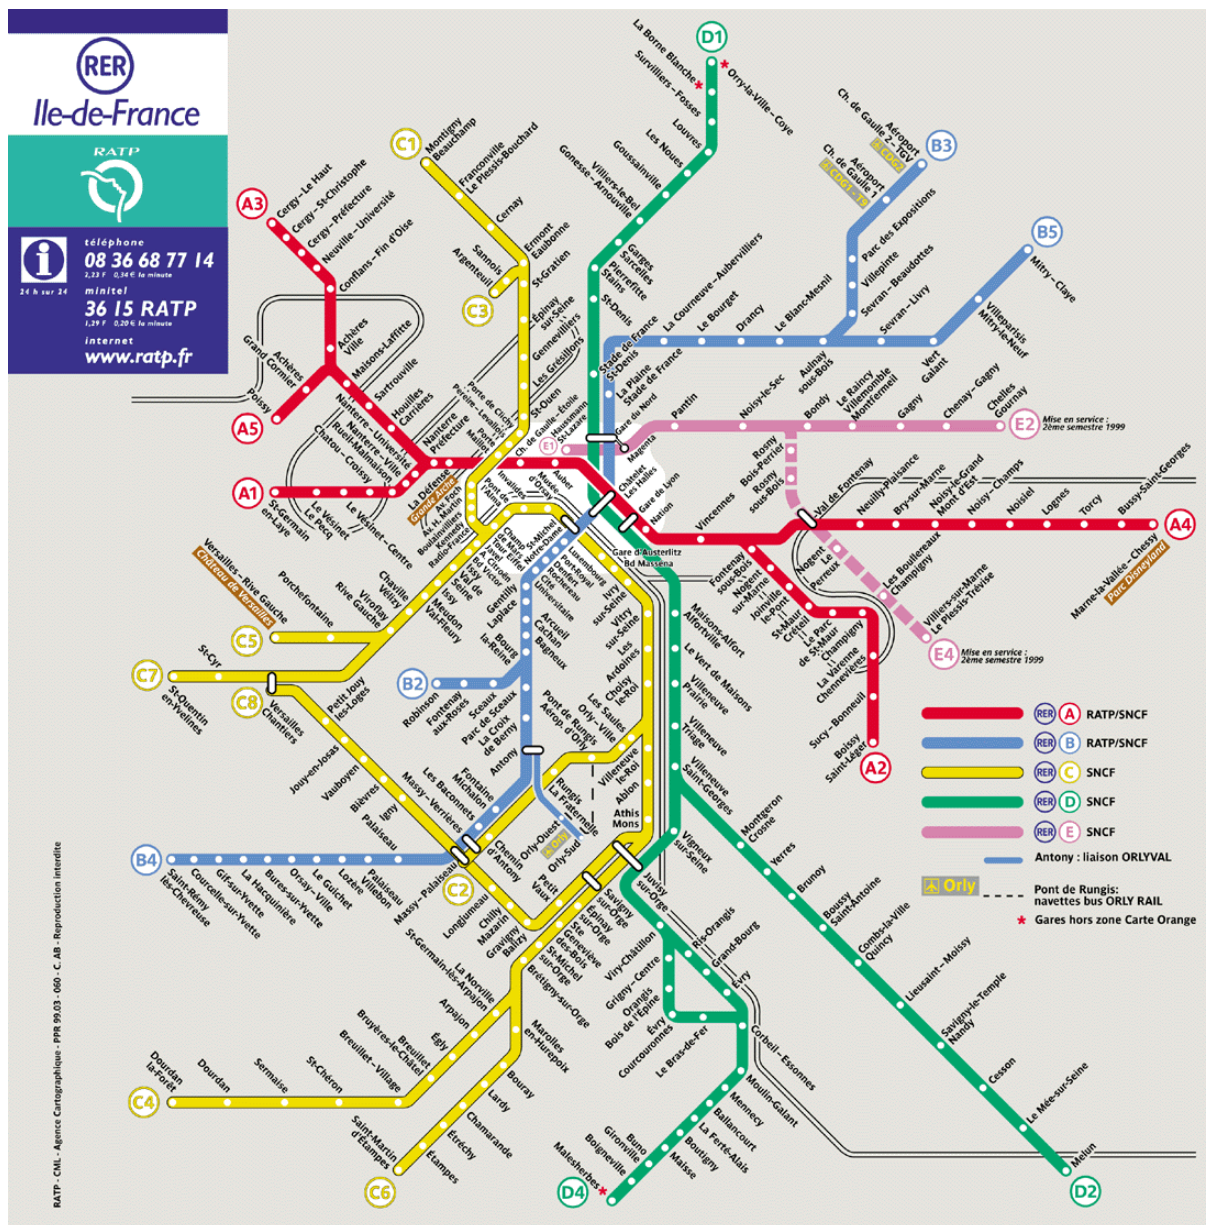 RER
Ile-de-France
RATP
téléphone
08 36 68 77 14
2,23 F 0,34 € la minute
24 h sur 24
minitel
36 15 RATP
1,29 F 0,20 € la minute
internet
www.ratp.fr
D1
La Borne Blanche
Orry-la-Ville – Coye
Survilliers – Fosses
Louvres
Les Noues
Goussainville
Villiers-le-Bel
Gonesse – Arnouville
Garges
Sarcelles
Pierrefitte
Stains
St-Denis
Stade de France
St-Denis
C1
Montigny
Beauchamp
Franconville
Le Plessis-Bouchard
Cernay
Ermont
Eaubonne
St-Gratien
Sannois
Argenteuil
C3
Épinay
sur-Seine
Gennevilliers
Les Grésillons
St-Ouen
Porte de Clichy
Pereire – Levallois
Porte
Maillot
A3
Cergy – Le Haut
Cergy – St-Christophe
Cergy – Préfecture
Neuville – Université
Conflans – Fin d'Oise
Achères
Ville
Maisons-Laffitte
Sartrouville
Houilles
Carrières
Achères
Grand Cormier
Poissy
A5
Nanterre – Université
Nanterre – Ville
Rueil-Malmaison
Chatou – Croissy
Nanterre
Préfecture
A1
St-Germain
en-Laye
Le Vésinet
Le Pecq
Le Vésinet – Centre
La Défense
Grande Arche
Ch. de Gaulle – Étoile
Haussmann
St-Lazare
E1
Aubert
Av. Foch
Av. H. Martin
Boulainvilliers
Kennedy
Radio-France
Port de
l'Alma
Invalides
Musée
d'Orsay
Champ
de Mars
Tour Eiffel
Javel
A. Citroën
Bd Victor
Issy
Val de
Seine
Issy
Meudon
Val-Fleury
Chaville
Vélizy
Viroflay
Rive Gauche
Porchefontaine
Versailles – Rive Gauche
Château de Versailles
C5
B3
Aéroport
Ch. de Gaulle 2 – TGV
CDG2
Aéroport
Ch. de Gaulle 1
CDG1 - T9
Parc des Expositions
Villepinte
Sevran – Beaudottes
B5
Mitry – Claye
Villeparisis
Mitry-le-Neuf
Vert
Galant
Sevran – Livry
Aulnay
sous-Bois
Le Blanc-Mesnil
Drancy
Le Bourget
La Courneuve – Aubervilliers
La Plaine
Stade de France
Gare du Nord
Magenta
Pantin
Noisy-le-Sec
Bondy
Le Raincy
Villemomble
Montfermeil
Gagny
Chenay – Gagny
Chelles
Gournay
E2
Mise en service :
2ème semestre 1999
Rosny
Bois-Perrier
Rosny
sous-Bois
Val de Fontenay
Neuilly-Plaisance
Bry-sur-Marne
Noisy-le-Grand
Mont d'Est
Noisy – Champs
Noisiel
Lognes
Torcy
Bussy-Saint-Georges
A4
Marne-la-Vallée – Chessy
Parc Disneyland
Châtelet
Les Halles
Gare de Lyon
Nation
Vincennes
Gare d'Austerlitz
Bd Massena
Fontenay
sous-Bois
Nogent
sur-Marne
Joinville
le-Pont
St-Maur
Créteil
Le Parc
de St-Maur
Champigny
La Varenne
Chennevières
Sucy – Bonneuil
Boissy
Saint-Léger
A2
Nogent
Le
Perreux
Les Boullereaux
Champigny
Villiers-sur-Marne
Le Plessis-Trévise
E4
Mise en service :
2ème semestre 1999
St-Michel
Notre-Dame
Luxembourg
Port-Royal
Denfert
Rochereau
Cité
Universitaire
Gentilly
Laplace
Arcueil
Cachan
Bagneux
Bourg
la-Reine
B2
Robinson
Fontenay
aux-Roses
Sceaux
Parc de Sceaux
La Croix
de Berny
Antony
Fontaine
Michalon
Les Baconnets
Massy – Verrières
Massy – Palaiseau
B4
Saint-Rémy
lès-Chevreuse
Courcelle-sur-Yvette
Gif-sur-Yvette
La Hacquinière
Bures-sur-Yvette
Orsay – Ville
Le Guichet
Lozère
Palaiseau
Villebon
C7
St-Quentin
en-Yvelines
St-Cyr
C8
Versailles
Chantiers
Petit Jouy
les-Loges
Jouy-en-Josas
Vauboyen
Bièvres
Igny
Palaiseau
C2
Chemin
d'Antony
Rungis
La Fraternelle
Pont de Rungis
Aérop. d'Orly
Orly – Ville
Les Saules
Orly-Ouest
Orly
Orly-Sud
Ivry
sur-Seine
Vitry
sur-Seine
Les
Ardoines
Choisy
le-Roi
Villeneuve
le-Roi
Ablon
Athis
Mons
Juvisy
sur-Orge
Longjumeau
Chilly
Mazarin
Gravigny
Balizy
Petit
Vaux
Savigny
sur-Orge
Épinay
sur-Orge
Ste
Geneviève
des-Bois
St-Michel
sur-Orge
Brétigny-sur-Orge
St-Germain-
lès-Arpajon
La Norville
Arpajon
Égly
Bruyères-le-Châtel
Breuillet
Breuillet – Village
St-Chéron
Sermaise
Dourdan
Dourdan
la-Forêt
C4
Marolles
en-Hurepoix
Bouray
Lardy
Chamarande
Étréchy
Étampes
Saint-Martin
d'Étampes
C6
Maisons-Alfort
Alfortville
Le Vert de Maisons
Villeneuve
Prairie
Villeneuve
Triage
Villeneuve
Saint-Georges
Vigneux
sur-Seine
Montgeron
Crosne
Yerres
Brunoy
Boussy
Saint-Antoine
Combs-la-Ville
Quincy
Lieusaint – Moissy
Savigny-le-Temple
Nandy
Cesson
Le Mée-sur-Seine
Melun
D2
Viry-Châtillon
Ris-Orangis
Grand-Bourg
Évry
Grigny – Centre
Orangis
Bois de l'Épine
Évry
Courcouronnes
Le Bras-de-Fer
Corbeil – Essonnes
Moulin-Galant
Mennecy
Ballancourt
La Ferté-Alais
Boutigny
Maisse
Buno
Gironville
Boigneville
Malesherbes
D4
RER A RATP/SNCF
RER B RATP/SNCF
RER C SNCF
RER D SNCF
RER E SNCF
Antony : liaison ORLYVAL
Orly
Pont de Rungis:
navettes bus ORLY RAIL
* Gares hors zone Carte Orange
RATP - CML - Agence Cartographique - PPR 99.03 - 060 - C. AB - Reproduction interdite